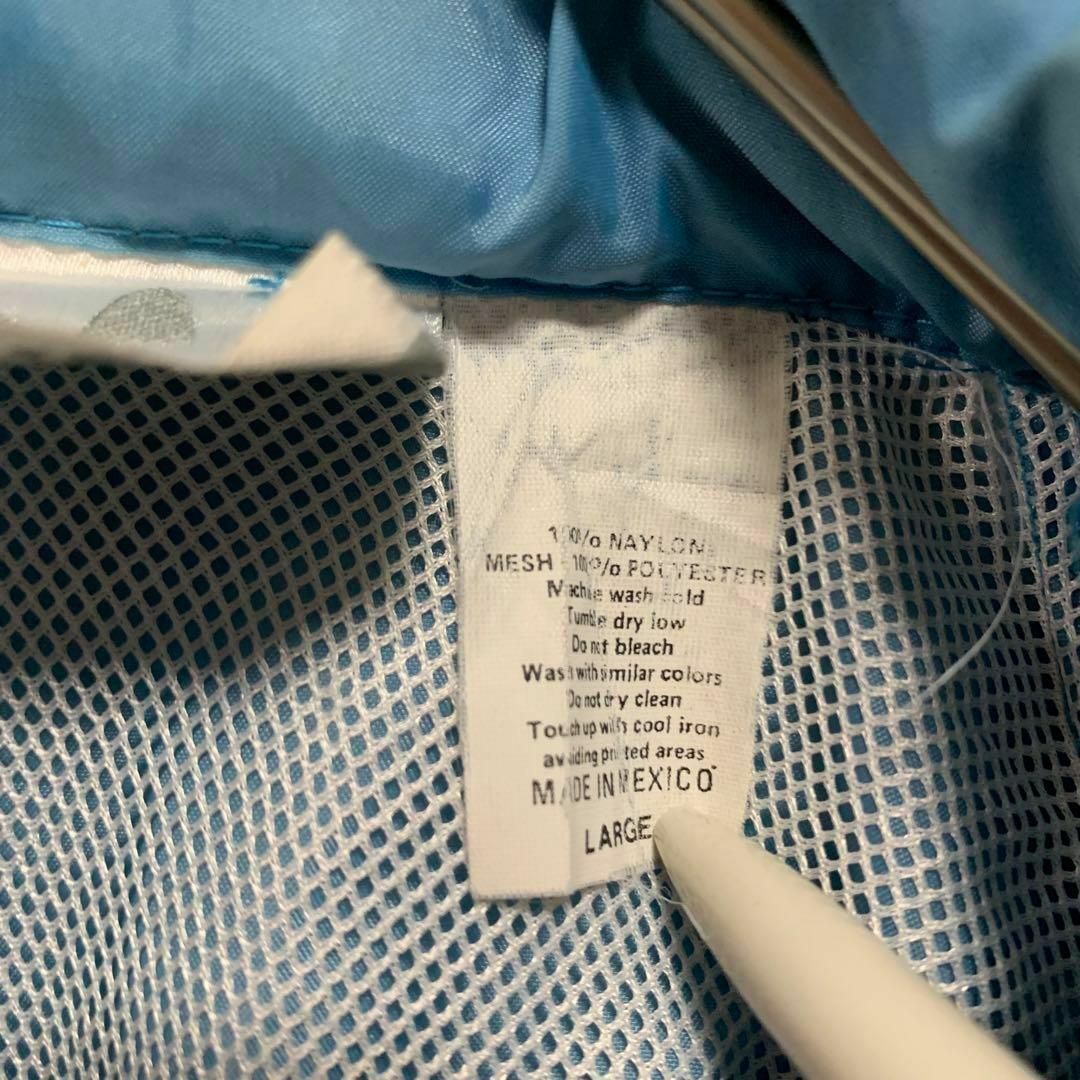 100% NAYLON
MESH - 100% POLYESTER
Machine wash cold
Tumble dry low
Do not bleach
Wash with similar colors
Do not dry clean
Touch up with cool iron
avoiding printed areas
MADE IN MEXICO
LARGE